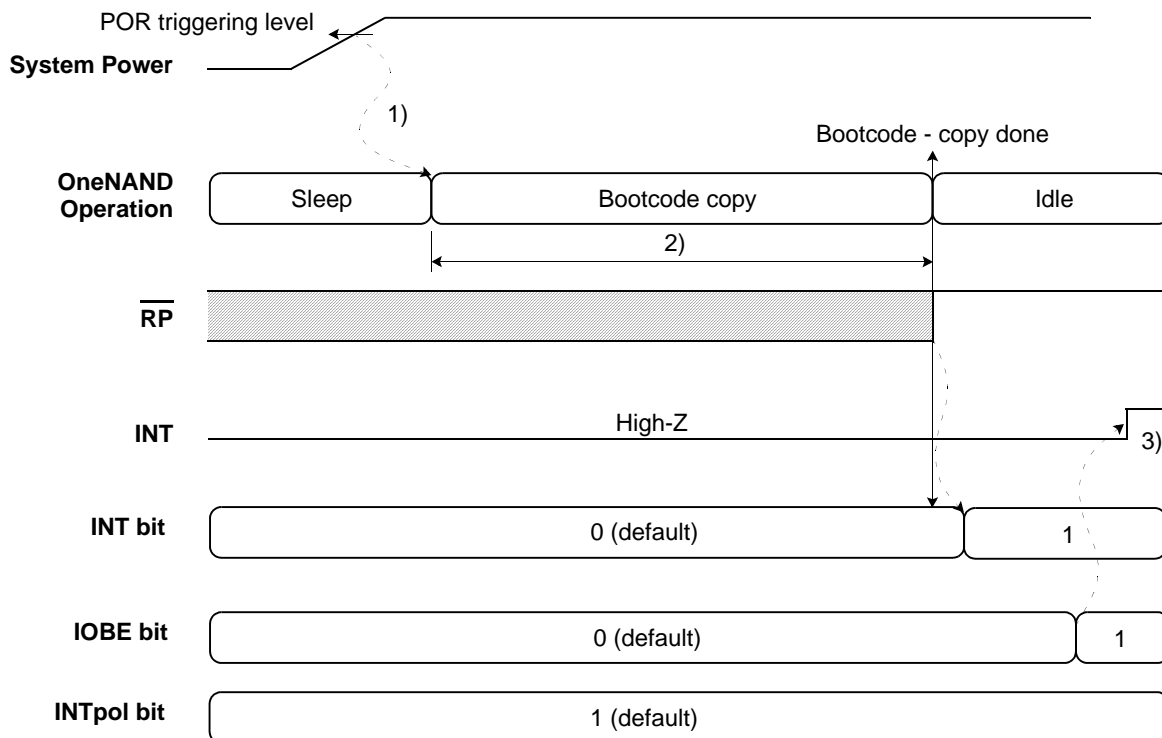 POR triggering level
System Power
1)
Bootcode - copy done
OneNAND
Operation
Sleep
Bootcode copy
Idle
2)
RP
High-Z
INT
3)
INT bit
0 (default)
1
IOBE bit
0 (default)
1
INTpol bit
1 (default)